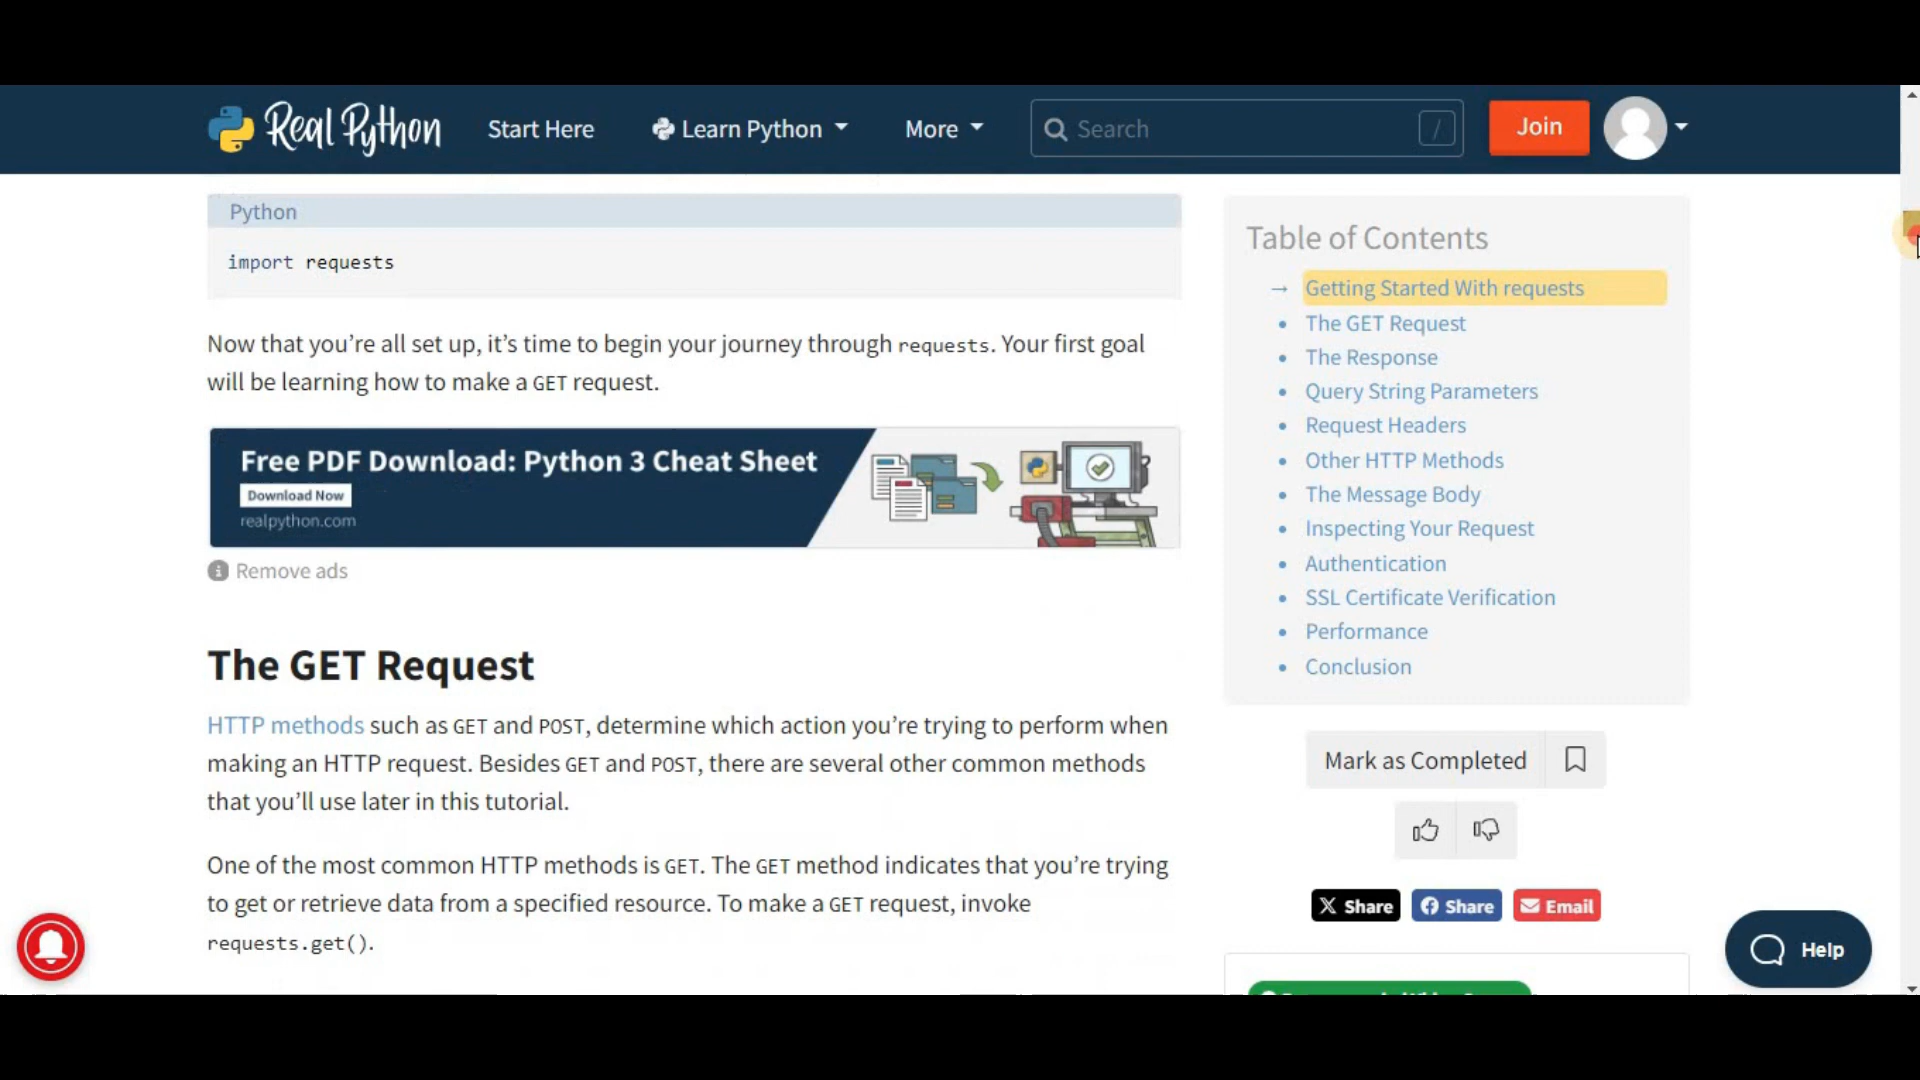 Real Python
Start Here
Learn Python
More
Search
/
Join
Python
import requests
Now that you’re all set up, it’s time to begin your journey through requests. Your first goal
will be learning how to make a GET request.
Free PDF Download: Python 3 Cheat Sheet
Download Now
realpython.com
Remove ads
The GET Request
HTTP methods such as GET and POST, determine which action you’re trying to perform when
making an HTTP request. Besides GET and POST, there are several other common methods
that you’ll use later in this tutorial.
One of the most common HTTP methods is GET. The GET method indicates that you’re trying
to get or retrieve data from a specified resource. To make a GET request, invoke
requests.get().
Table of Contents
→ Getting Started With requests
• The GET Request
• The Response
• Query String Parameters
• Request Headers
• Other HTTP Methods
• The Message Body
• Inspecting Your Request
• Authentication
• SSL Certificate Verification
• Performance
• Conclusion
Mark as Completed
Share
Share
Email
Help